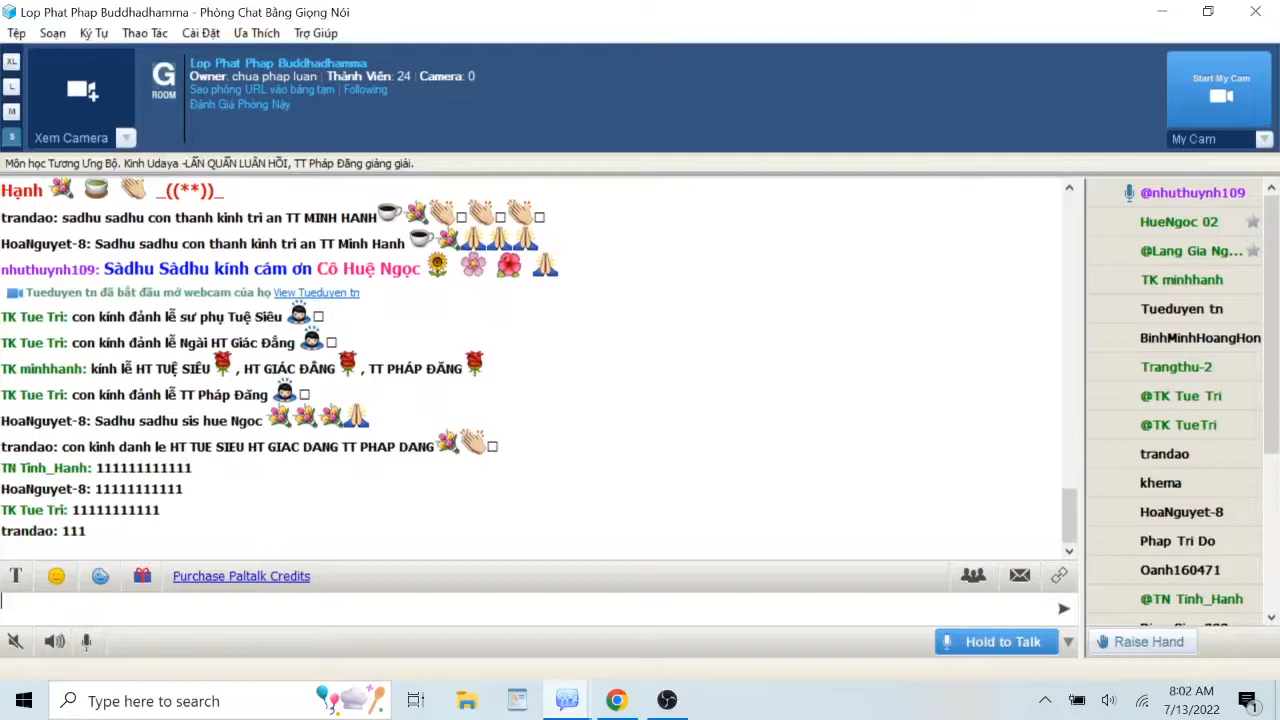 Lop Phat Phap Buddhadhamma - Phòng Chat Bằng Giọng Nói
Tệp Soạn Ký Tự Thao Tác Cài Đặt Ưa Thích Trợ Giúp
XL
L
M
S
Xem Camera
G
ROOM
Lop Phat Phap Buddhadhamma
Owner: chua phap luan | Thành Viên: 24 | Camera: 0
Sao phòng URL vào bảng tạm | Following
Đánh Giá Phòng Này
Start My Cam
My Cam
Môn học Tương Ưng Bộ. Kinh Udaya -LẨN QUẨN LUÂN HỒI, TT Pháp Đăng giảng giải.
Hạnh _((**))_
trandao: sadhu sadhu con thanh kinh tri an TT MINH HANH
HoaNguyet-8: Sadhu sadhu con thanh kinh tri an TT Minh Hanh
nhuthuynh109: Sàdhu Sàdhu kính cám ơn Cô Huệ Ngọc
Tueduyen tn đã bắt đầu mở webcam của họ View Tueduyen tn
TK Tue Tri: con kính đảnh lễ sư phụ Tuệ Siêu
TK Tue Tri: con kính đảnh lễ Ngài HT Giác Đẳng
TK minhhanh: kính lễ HT TUỆ SIÊU , HT GIÁC ĐẲNG , TT PHÁP ĐĂNG
TK Tue Tri: con kính đảnh lễ TT Pháp Đăng
HoaNguyet-8: Sadhu sadhu sis hue Ngoc
trandao: con kinh danh le HT TUE SIEU HT GIAC DANG TT PHAP DANG
TN Tinh_Hanh: 111111111111
HoaNguyet-8: 11111111111
TK Tue Tri: 11111111111
trandao: 111
@nhuthuynh109
HueNgoc 02
@Lang Gia Ng...
TK minhhanh
Tueduyen tn
BinhMinhHoangHon
Trangthu-2
@TK Tue Tri
@TK TueTri
trandao
khema
HoaNguyet-8
Phap Tri Do
Oanh160471
@TN Tinh_Hanh
T
Purchase Paltalk Credits
Hold to Talk
Raise Hand
Type here to search
8:02 AM
7/13/2022
1